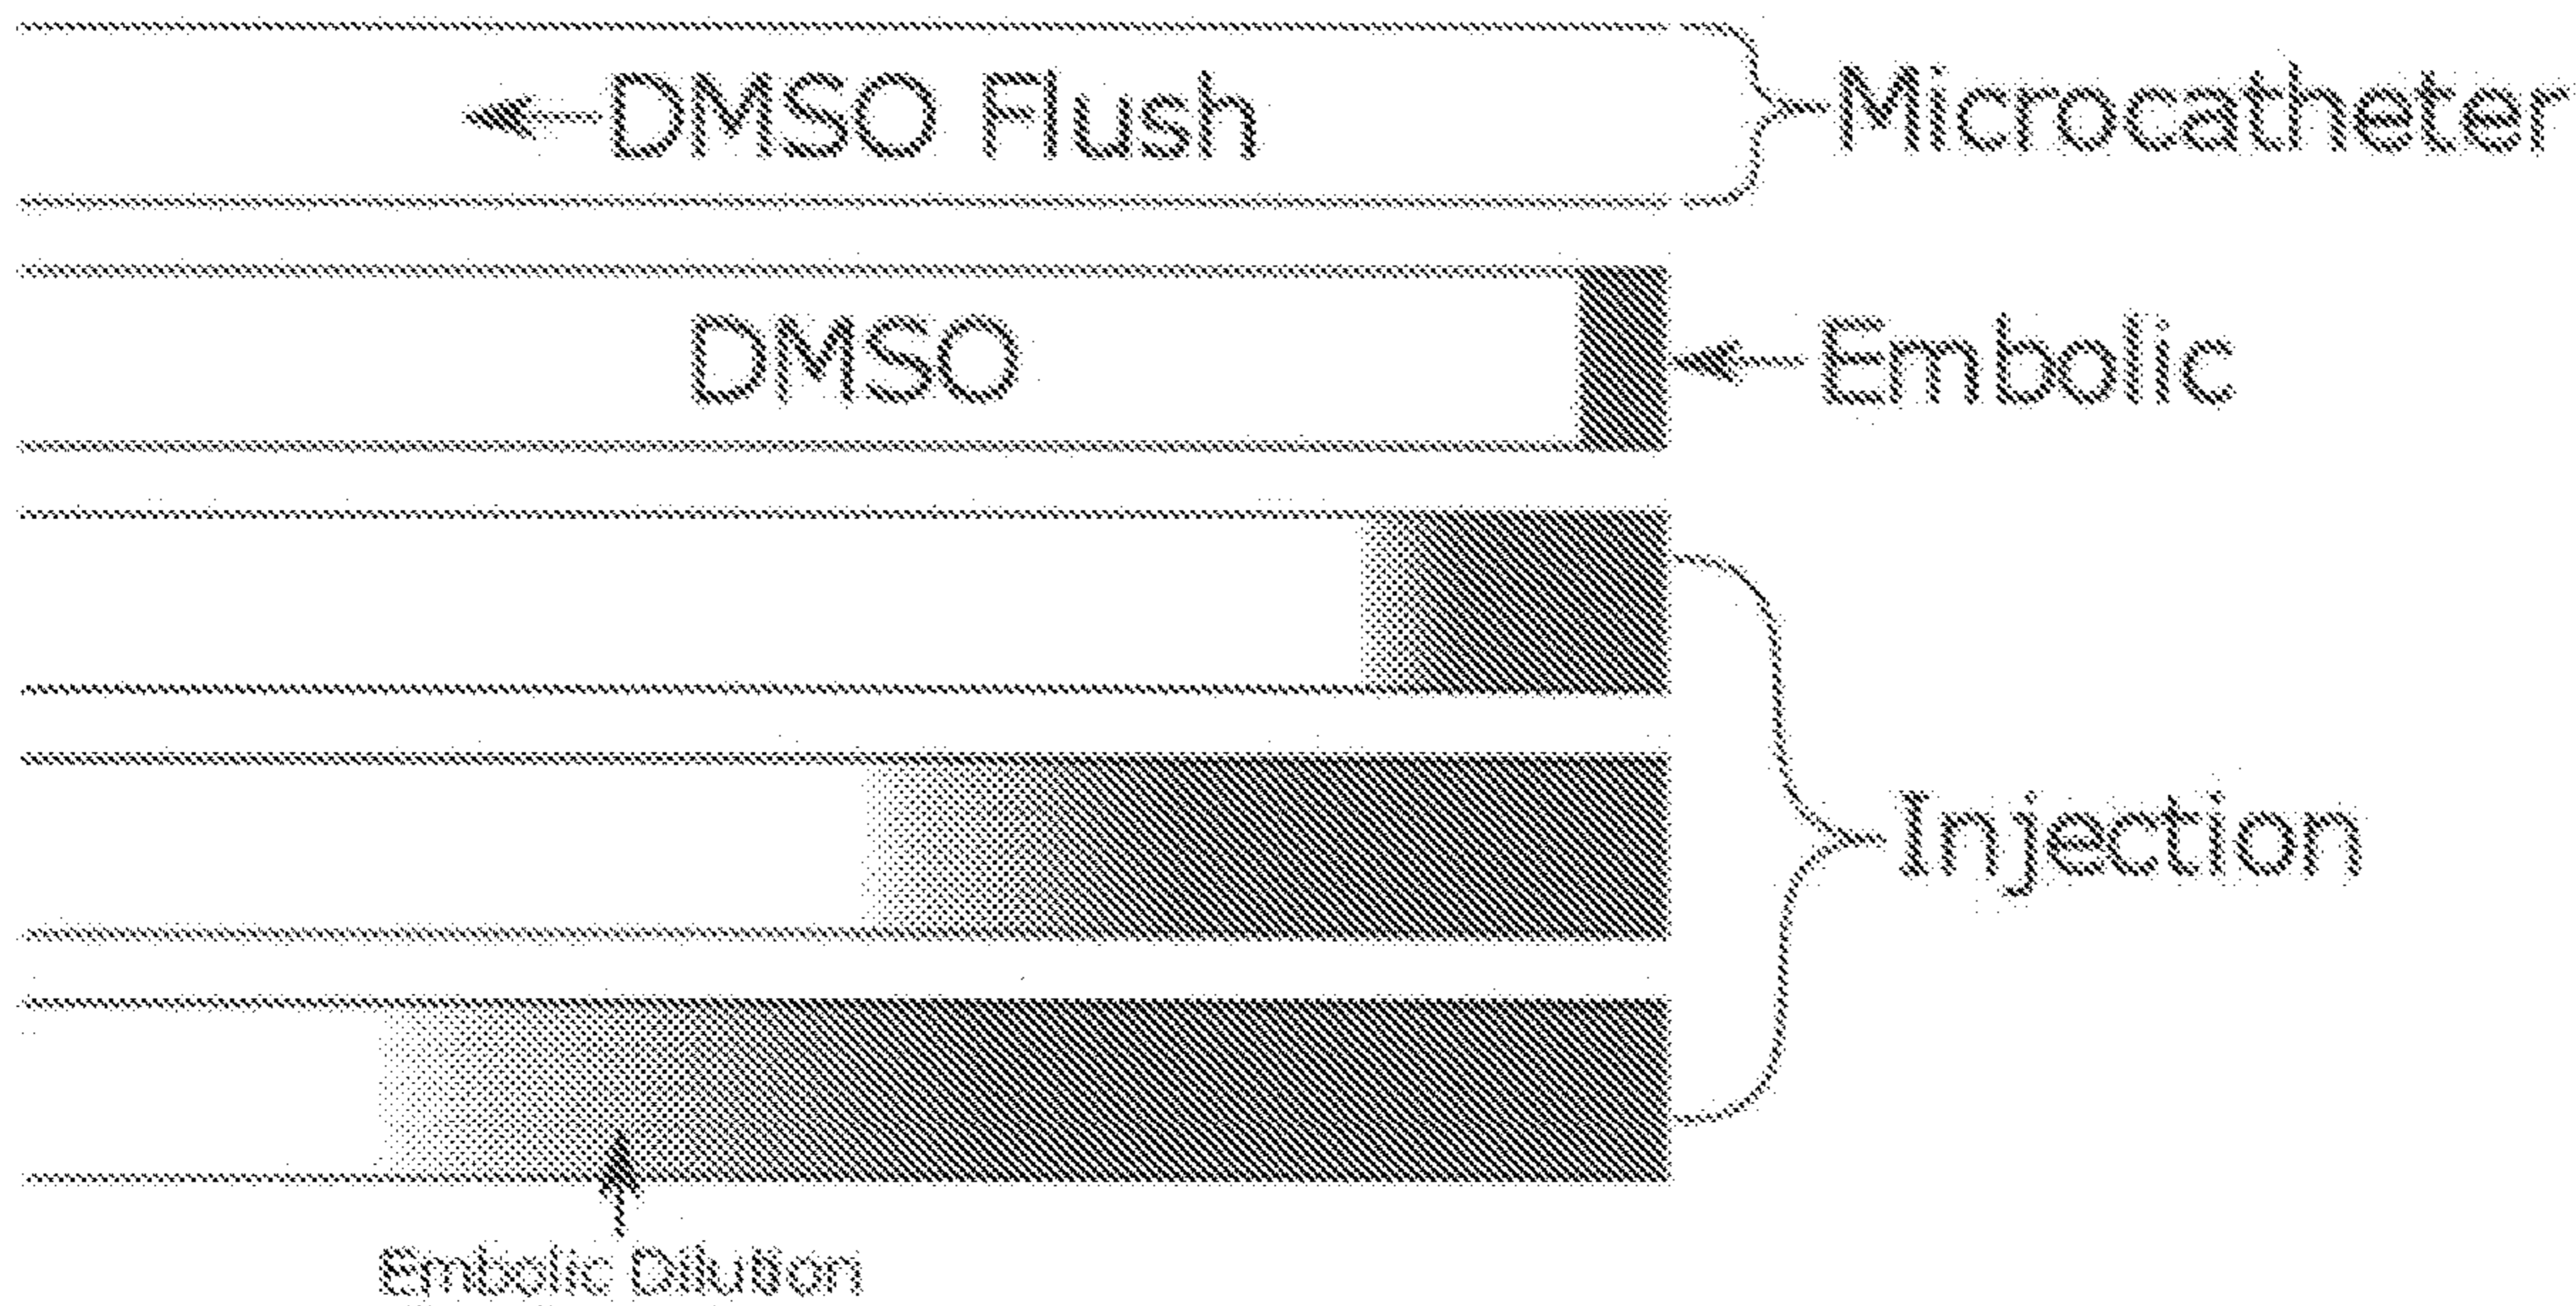 DMSO Flush
Microcatheter
DMSO
Embolic
Injection
Embolic Dilution